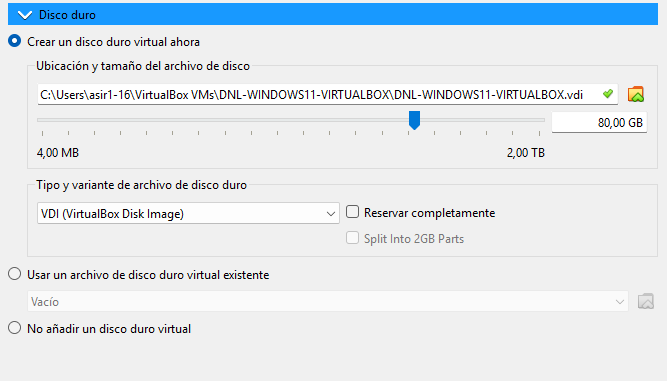 Disco duro
Crear un disco duro virtual ahora
Ubicación y tamaño del archivo de disco
C:\Users\asir1-16\VirtualBox VMs\DNL-WINDOWS11-VIRTUALBOX\DNL-WINDOWS11-VIRTUALBOX.vdi
80,00 GB
4,00 MB 2,00 TB
Tipo y variante de archivo de disco duro
VDI (VirtualBox Disk Image) Reservar completamente
Split Into 2GB Parts
Usar un archivo de disco duro virtual existente
Vacío
No añadir un disco duro virtual